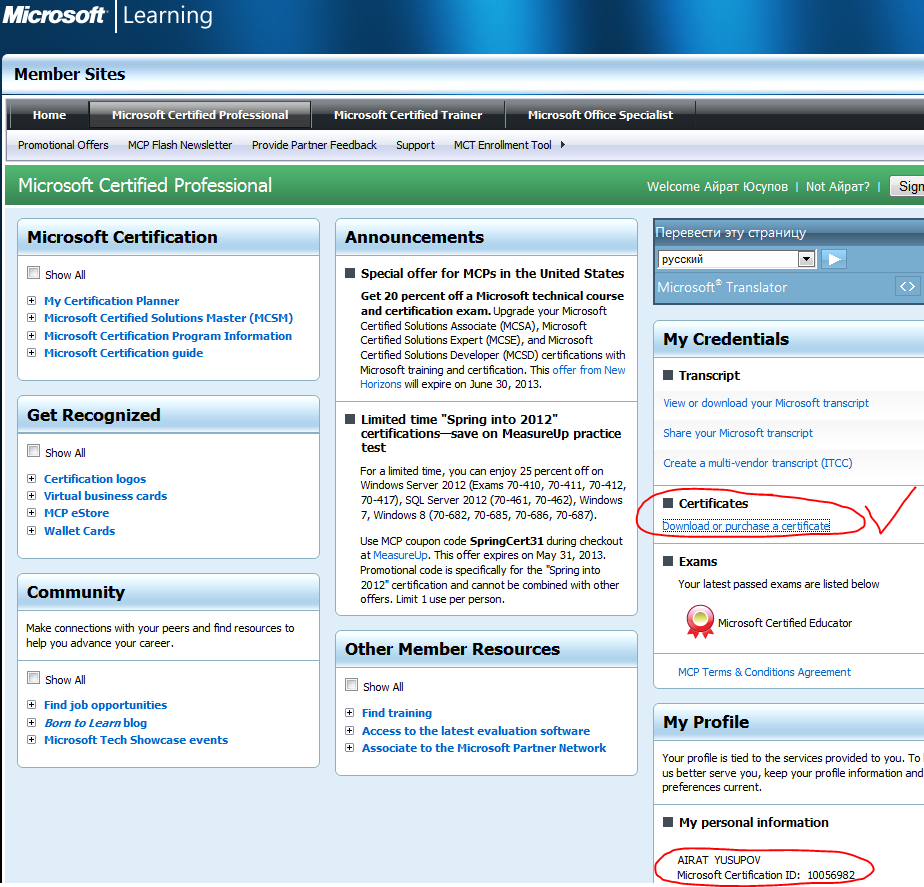 Microsoft | Learning
Member Sites
Home
Microsoft Certified Professional
Microsoft Certified Trainer
Microsoft Office Specialist
Promotional Offers
MCP Flash Newsletter
Provide Partner Feedback
Support
MCT Enrollment Tool
Microsoft Certified Professional
Welcome Айрат Юсупов | Not Айрат? |
Microsoft Certification
Show All
My Certification Planner
Microsoft Certified Solutions Master (MCSM)
Microsoft Certification Program Information
Microsoft Certification guide
Get Recognized
Show All
Certification logos
Virtual business cards
MCP eStore
Wallet Cards
Community
Make connections with your peers and find resources to
help you advance your career.
Show All
Find job opportunities
Born to Learn blog
Microsoft Tech Showcase events
Announcements
Special offer for MCPs in the United States
Get 20 percent off a Microsoft technical course
and certification exam. Upgrade your Microsoft
Certified Solutions Associate (MCSA), Microsoft
Certified Solutions Expert (MCSE), and Microsoft
Certified Solutions Developer (MCSD) certifications with
Microsoft training and certification. This offer from New
Horizons will expire on June 30, 2013.
Limited time "Spring into 2012"
certifications—save on MeasureUp practice
test
For a limited time, you can enjoy 25 percent off on
Windows Server 2012 (Exams 70-410, 70-411, 70-412,
70-417), SQL Server 2012 (70-461, 70-462), Windows
7, Windows 8 (70-682, 70-685, 70-686, 70-687).
Use MCP coupon code SpringCert31 during checkout
at MeasureUp. This offer expires on May 31, 2013.
Promotional code is specifically for the "Spring into
2012" certification and cannot be combined with other
offers. Limit 1 use per person.
Other Member Resources
Show All
Find training
Access to the latest evaluation software
Associate to the Microsoft Partner Network
Перевести эту страницу
русский
Microsoft® Translator
<>
My Credentials
Transcript
View or download your Microsoft transcript
Share your Microsoft transcript
Create a multi-vendor transcript (ITCC)
Certificates
Download or purchase a certificate
Exams
Your latest passed exams are listed below
Microsoft Certified Educator
MCP Terms & Conditions Agreement
My Profile
Your profile is tied to the services provided to you. To
us better serve you, keep your profile information and
preferences current.
My personal information
AIRAT YUSUPOV
Microsoft Certification ID: 10056982